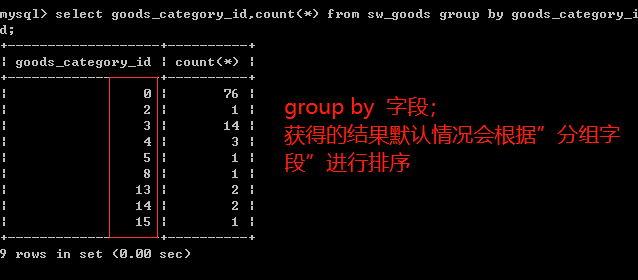 mysql> select goods_category_id,count(*) from sw_goods group by goods_category_i
d;
+-------------------+----------+
| goods_category_id | count(*) |
+-------------------+----------+
| 0 | 76 |
| 2 | 1 |
| 3 | 14 |
| 4 | 3 |
| 5 | 1 |
| 8 | 1 |
| 13 | 2 |
| 14 | 2 |
| 15 | 1 |
+-------------------+----------+
9 rows in set (0.00 sec)
group by 字段；
获得的结果默认情况会根据”分组字
段”进行排序